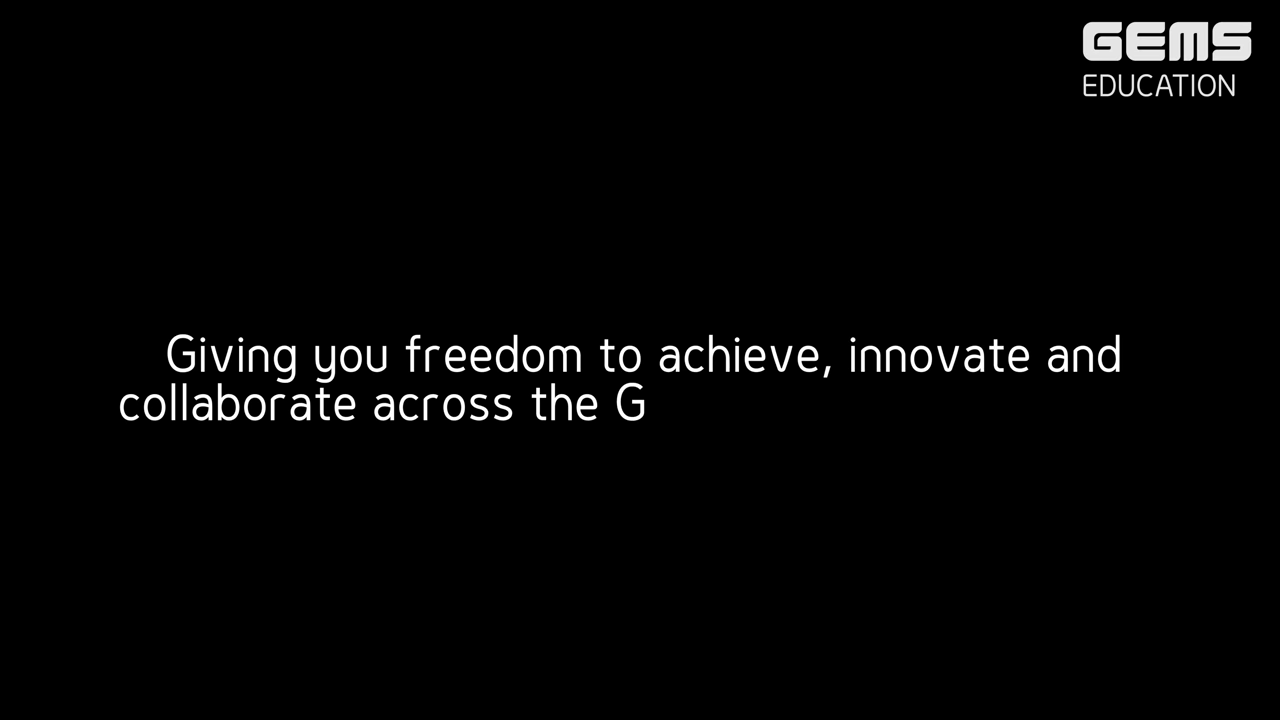 GEMS
EDUCATION
Giving you freedom to achieve, innovate and
collaborate across the G